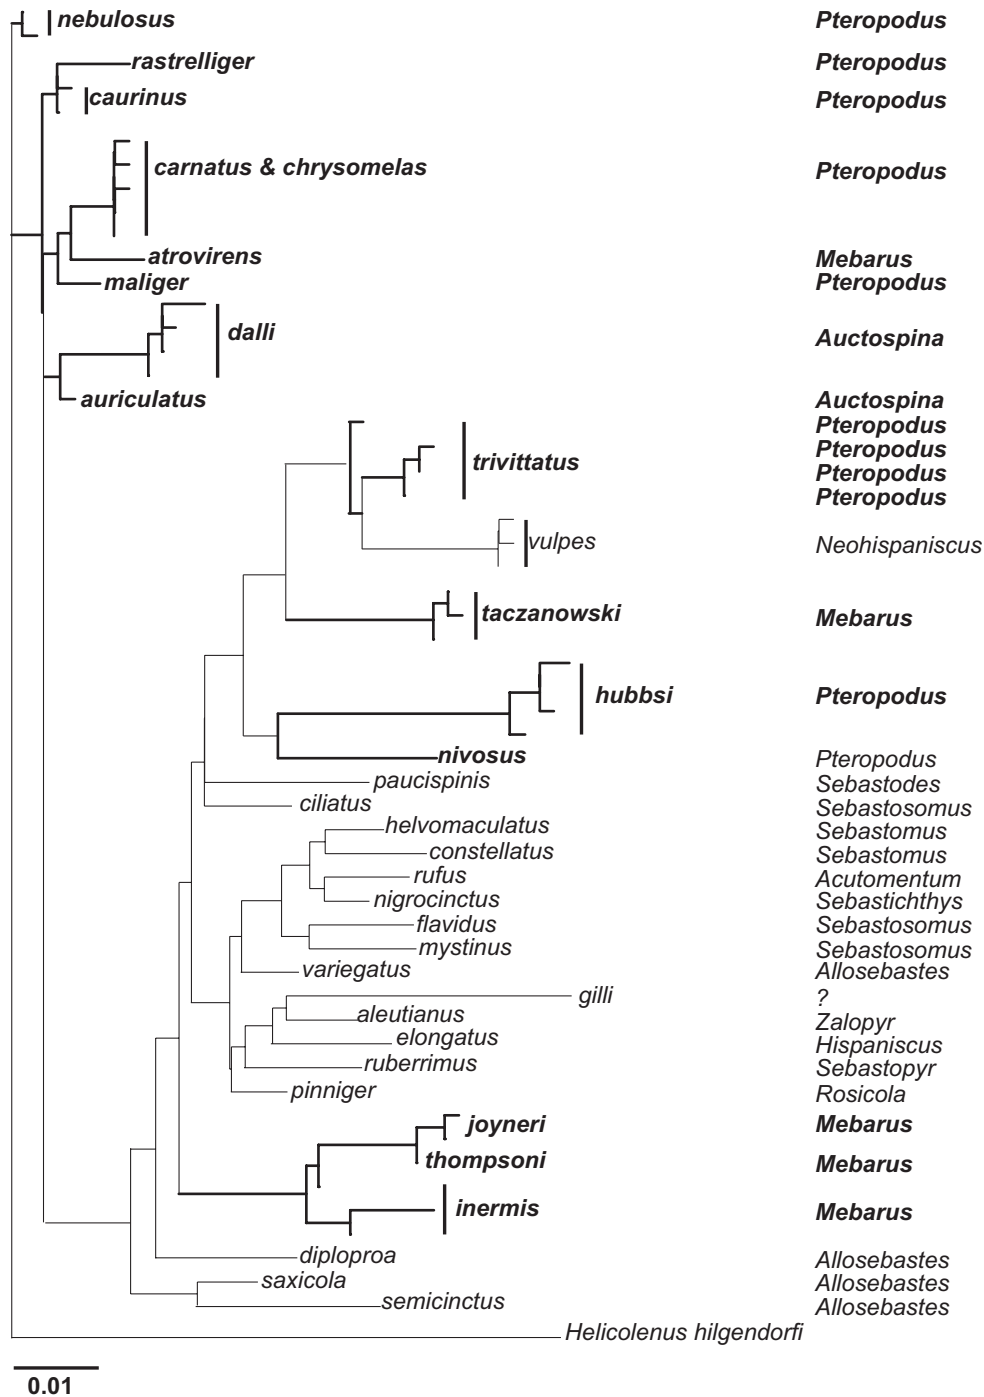 nebulosus Pteropodus
rastrelliger Pteropodus
caurinus Pteropodus
carnatus & chrysomelas Pteropodus
atrovirens Mebarus
maliger Pteropodus
dalli Auctospina
auriculatus Auctospina
Pteropodus
Pteropodus
trivittatus Pteropodus
Pteropodus
vulpes Neohispaniscus
taczanowski Mebarus
hubbsi Pteropodus
nivosus Pteropodus
paucispinis Sebastodes
ciliatus Sebastosomus
helvomaculatus Sebastomus
constellatus Sebastomus
rufus Acutomentum
nigrocinctus Sebastichthys
flavidus Sebastosomus
mystinus Sebastosomus
variegatus Allosebastes
gilli ?
aleutianus Zalopyr
elongatus Hispaniscus
ruberrimus Sebastopyr
pinniger Rosicola
joyneri Mebarus
thompsoni Mebarus
inermis Mebarus
diploproa Allosebastes
saxicola Allosebastes
semicinctus Allosebastes
Helicolenus hilgendorfi
0.01